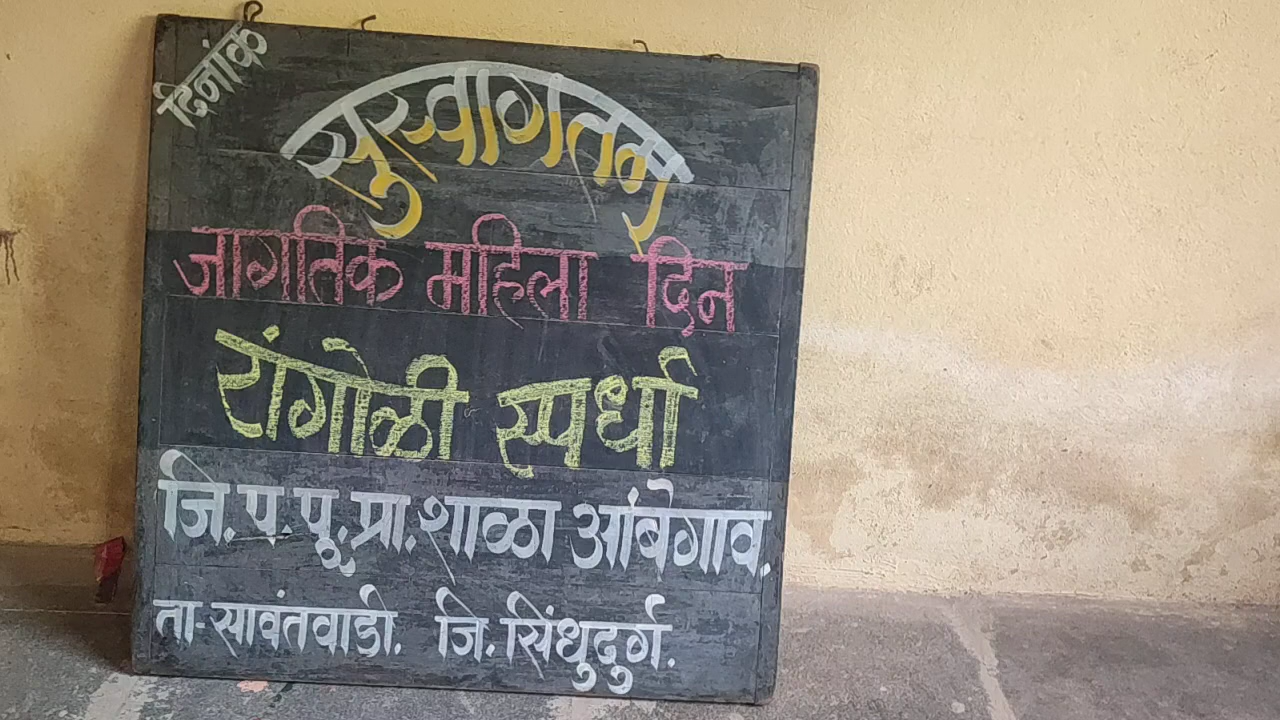 दिनांक
सुस्वागतम्
जागतिक महिला दिन
रांगोळी स्पर्धा
जि.प.पू.प्रा.शाळा आंबेगाव.
ता-सावंतवाडी. जि.सिंधुदुर्ग.